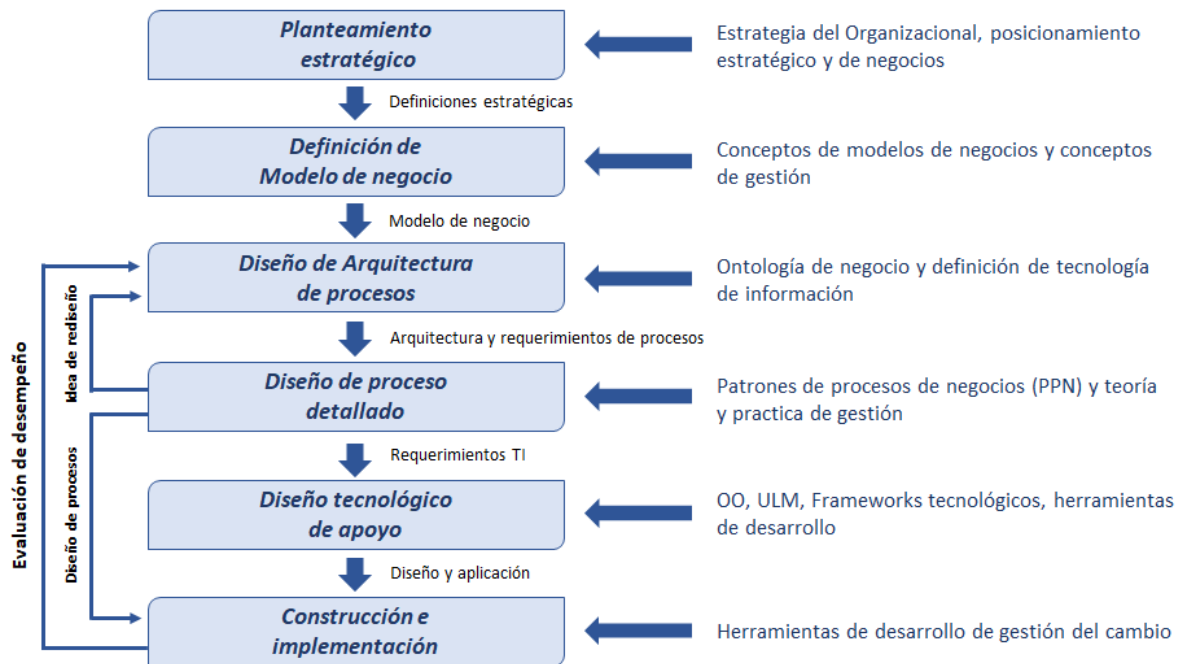 Planteamiento
estratégico
Estrategia del Organizacional, posicionamiento
estratégico y de negocios
Definiciones estratégicas
Definición de
Modelo de negocio
Conceptos de modelos de negocios y conceptos
de gestión
Modelo de negocio
Diseño de Arquitectura
de procesos
Ontología de negocio y definición de tecnología
de información
Arquitectura y requerimientos de procesos
Diseño de proceso
detallado
Patrones de procesos de negocios (PPN) y teoría
y practica de gestión
Requerimientos TI
Diseño tecnológico
de apoyo
OO, ULM, Frameworks tecnológicos, herramientas
de desarrollo
Diseño y aplicación
Construcción e
implementación
Herramientas de desarrollo de gestión del cambio
Evaluación de desempeño
Idea de rediseño
Diseño de procesos